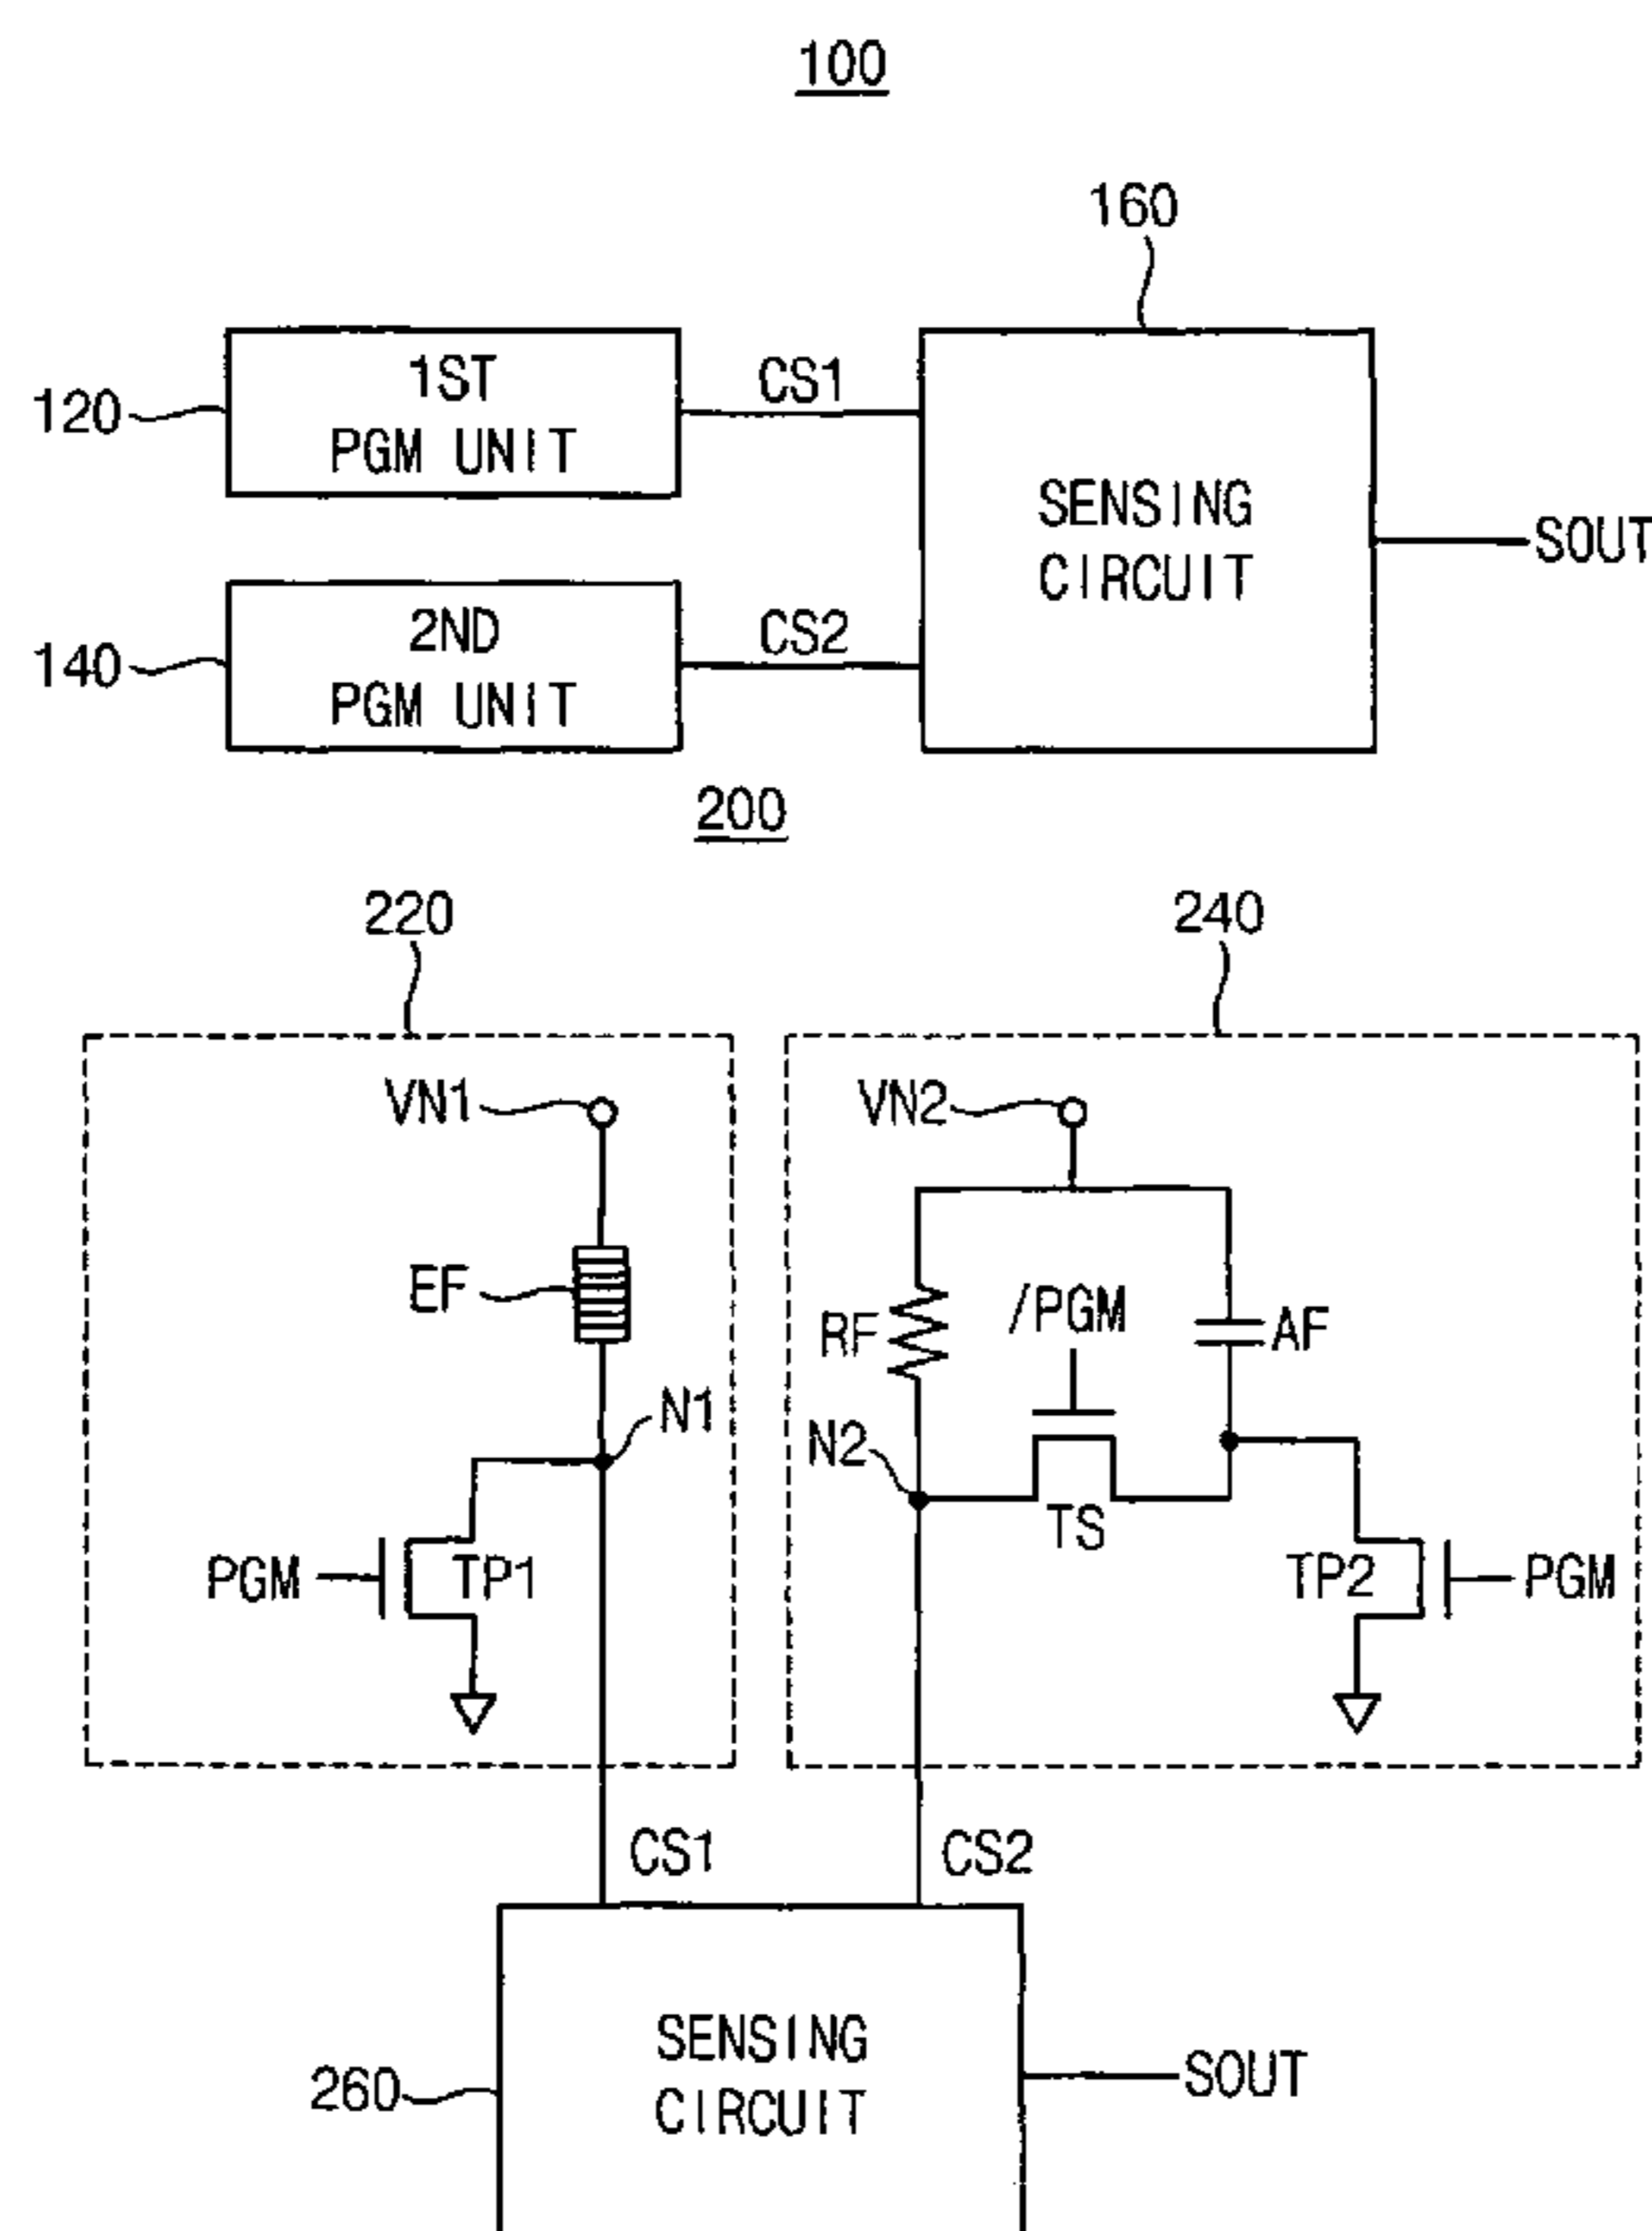 100
160
120
1ST
PGM UNIT
CS1
SENSING
CIRCUIT
SOUT
140
2ND
PGM UNIT
CS2
200
220
240
VN1
VN2
EF
RF
/PGM
AF
N1
N2
TS
PGM
TP1
TP2
PGM
CS1
CS2
SENSING
CIRCUIT
260
SOUT